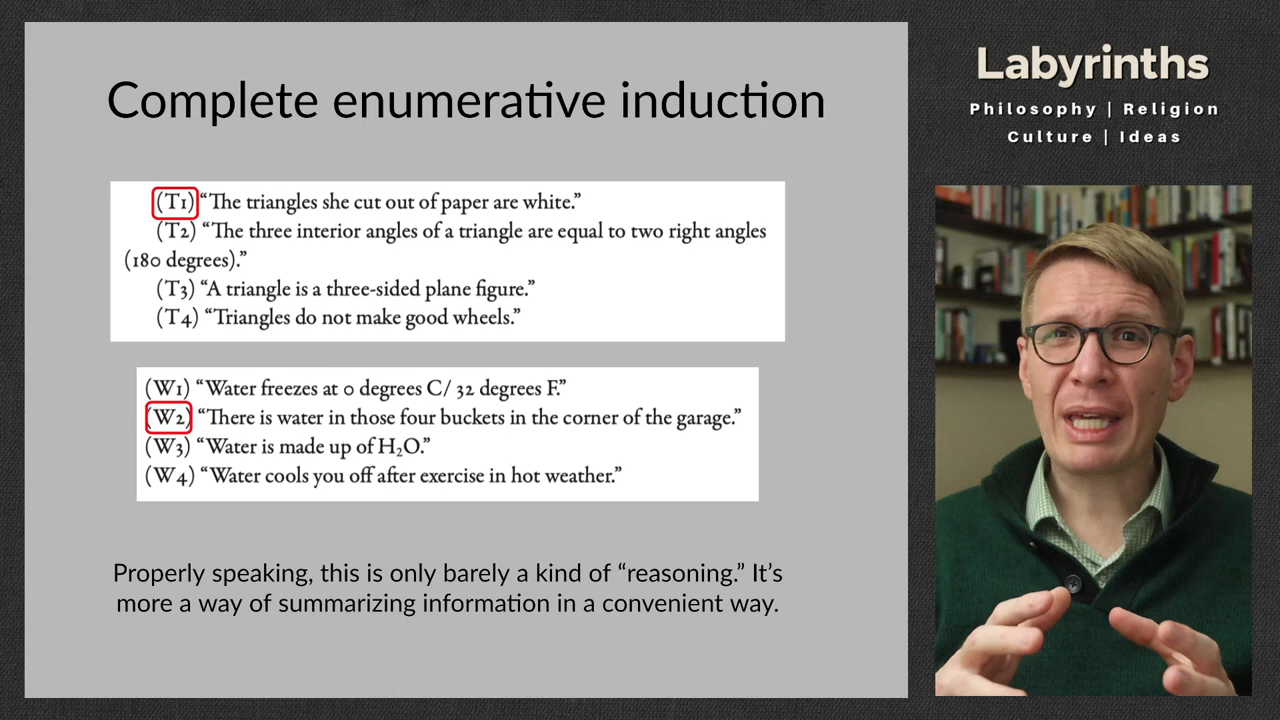 Complete enumerative induction
(T1) “The triangles she cut out of paper are white.”
(T2) “The three interior angles of a triangle are equal to two right angles
(180 degrees).”
(T3) “A triangle is a three-sided plane figure.”
(T4) “Triangles do not make good wheels.”
(W1) “Water freezes at 0 degrees C/ 32 degrees F.”
(W2) “There is water in those four buckets in the corner of the garage.”
(W3) “Water is made up of H₂O.”
(W4) “Water cools you off after exercise in hot weather.”
Properly speaking, this is only barely a kind of “reasoning.” It’s
more a way of summarizing information in a convenient way.
Labyrinths
Philosophy | Religion
Culture | Ideas